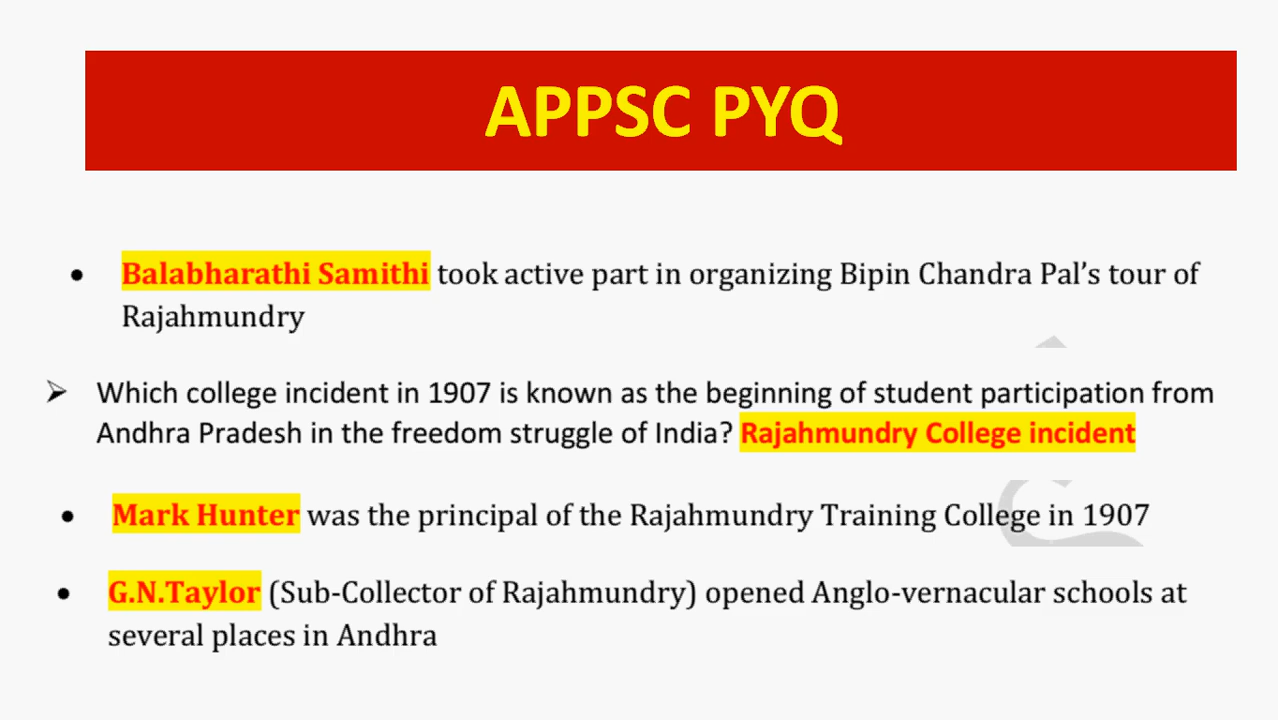 APPSC PYQ
• Balabharathi Samithi took active part in organizing Bipin Chandra Pal’s tour of
Rajahmundry
➢ Which college incident in 1907 is known as the beginning of student participation from
Andhra Pradesh in the freedom struggle of India? Rajahmundry College incident
• Mark Hunter was the principal of the Rajahmundry Training College in 1907
• G.N.Taylor (Sub-Collector of Rajahmundry) opened Anglo-vernacular schools at
several places in Andhra